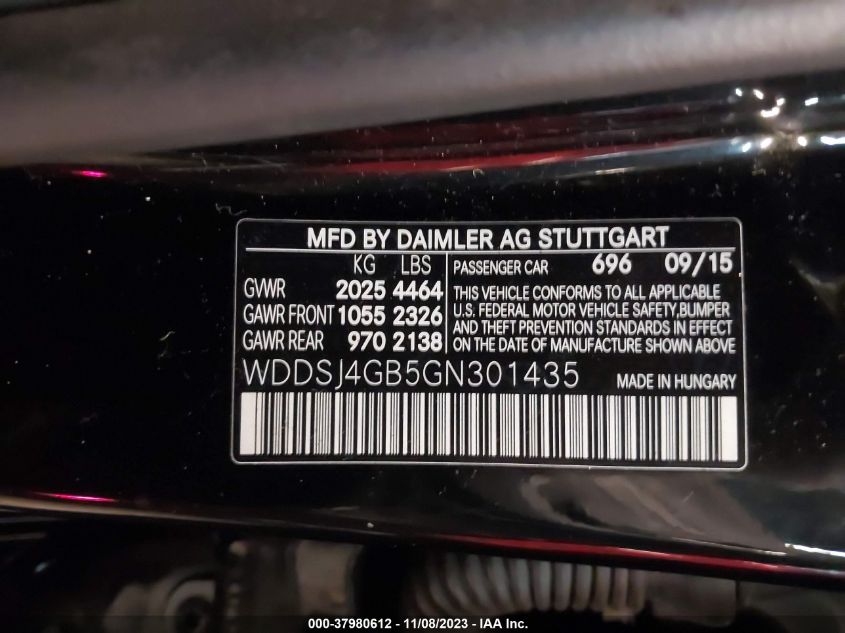 MFD BY DAIMLER AG STUTTGART
KG LBS
GVWR 2025 4464
GAWR FRONT 1055 2326
GAWR REAR 970 2138
PASSENGER CAR 696 09/15
THIS VEHICLE CONFORMS TO ALL APPLICABLE
U.S. FEDERAL MOTOR VEHICLE SAFETY,BUMPER
AND THEFT PREVENTION STANDARDS IN EFFECT
ON THE DATE OF MANUFACTURE SHOWN ABOVE
WDDSJ4GB5GN301435 MADE IN HUNGARY
000-37980612 - 11/08/2023 - IAA Inc.